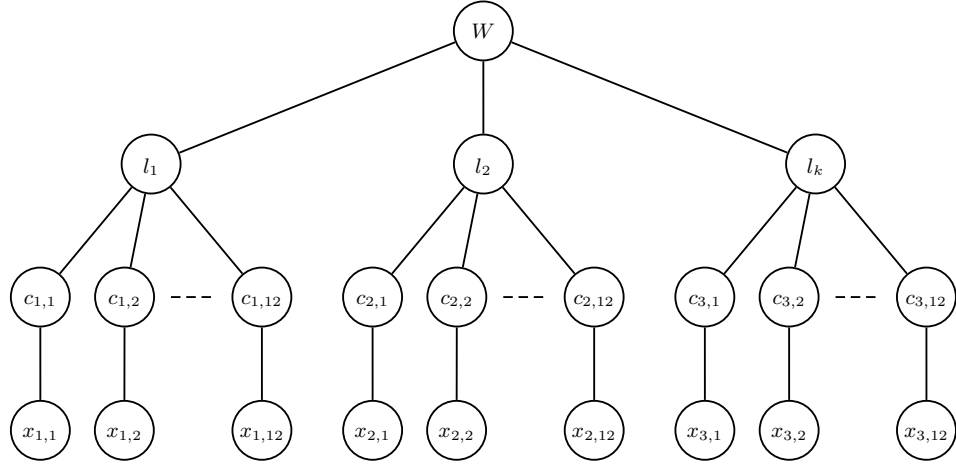 W
l₁ l₂ lₖ
c₁,₁ c₁,₂ c₁,₁₂ c₂,₁ c₂,₂ c₂,₁₂ c₃,₁ c₃,₂ c₃,₁₂
x₁,₁ x₁,₂ x₁,₁₂ x₂,₁ x₂,₂ x₂,₁₂ x₃,₁ x₃,₂ x₃,₁₂